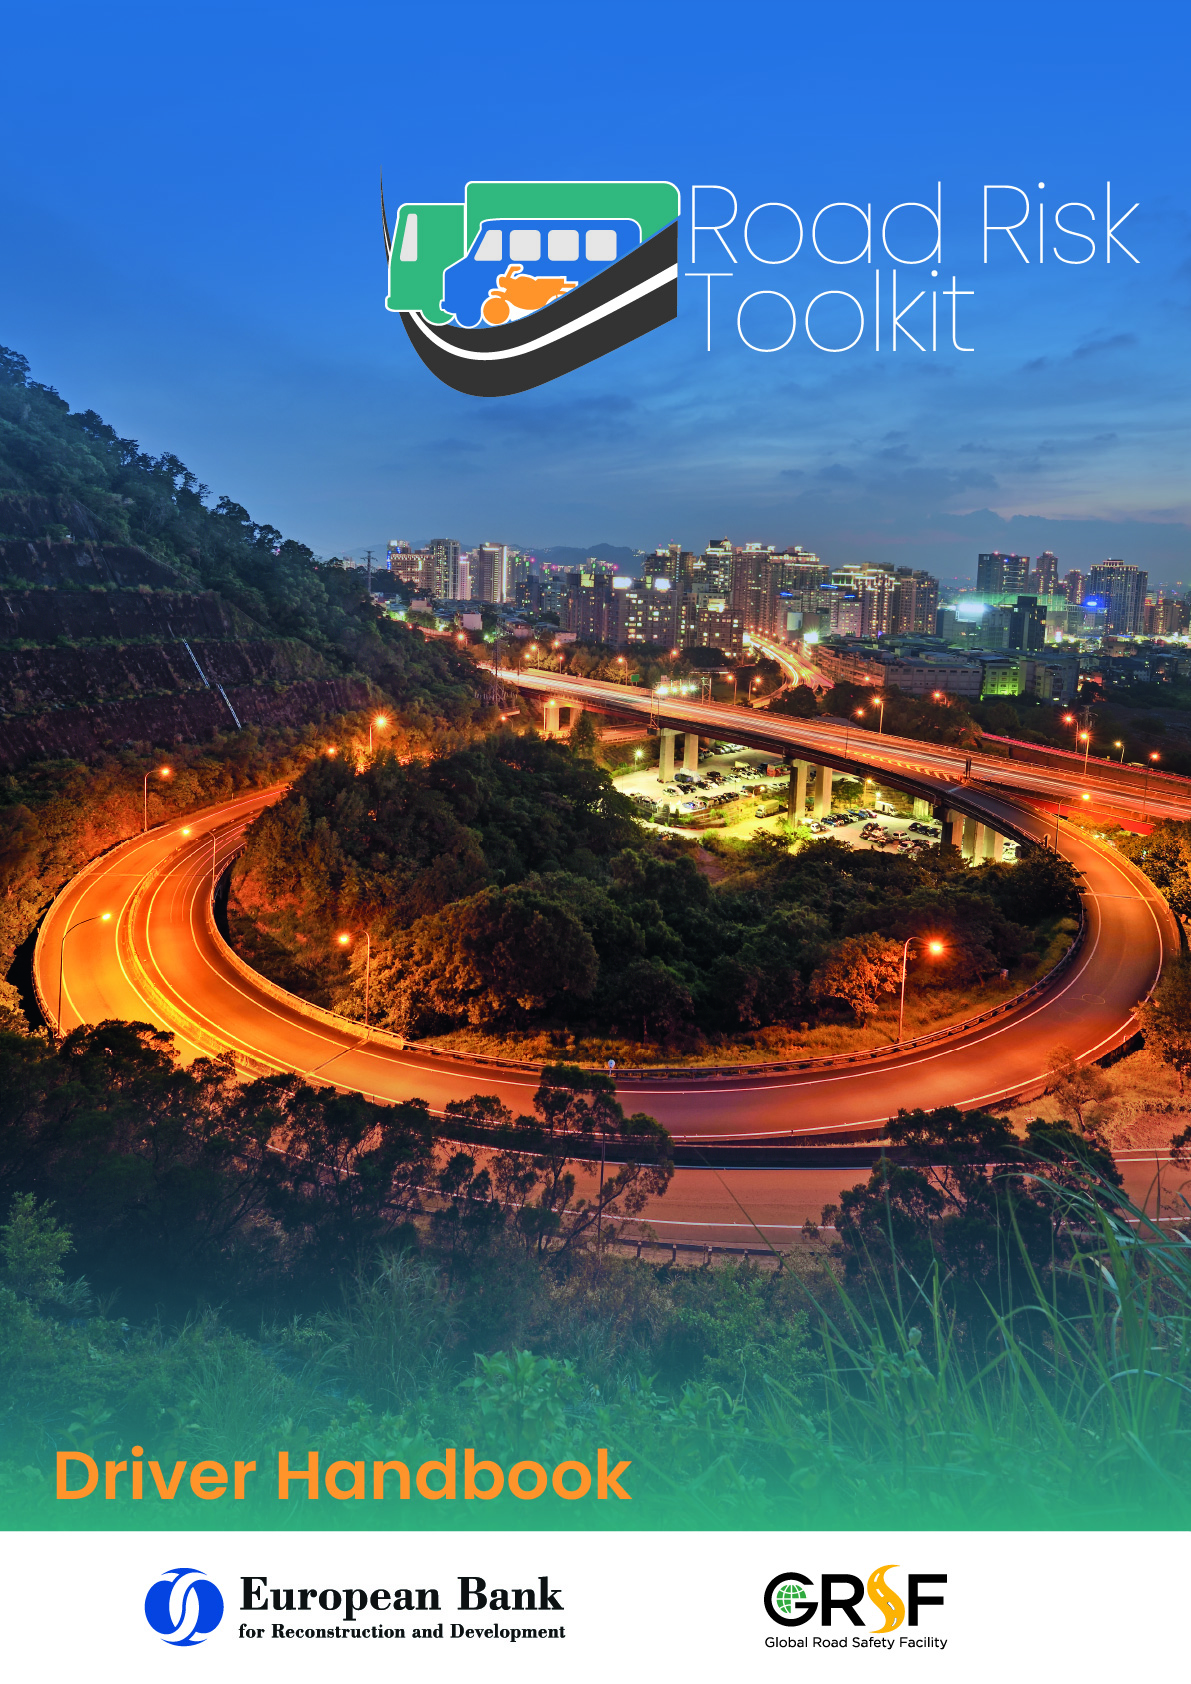 Road Risk
Toolkit
Driver Handbook
European Bank
for Reconstruction and Development
GRSF
Global Road Safety Facility